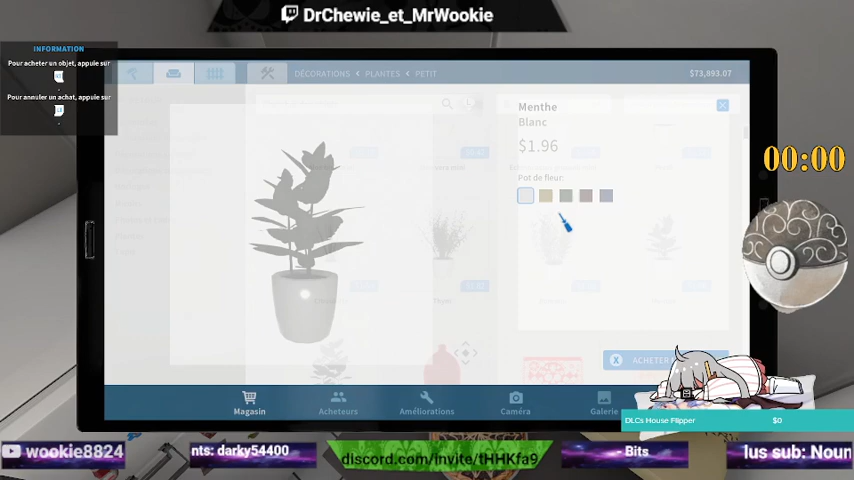 DrChewie_et_MrWookie
INFORMATION
Pour acheter un objet, appuie sur
Pour annuler un achat, appuie sur
DÉCORATIONS < PLANTES < PETIT
$73,893.07
Menthe
Blanc
$1.96
Pot de fleur:
00:00
X ACHETER
Magasin
Acheteurs
Améliorations
Caméra
Galerie
DLCs House Flipper
$0
wookie8824
nts: darky54400
discord.com/invite/tHHKfa9
- Bits
ius sub: Noun